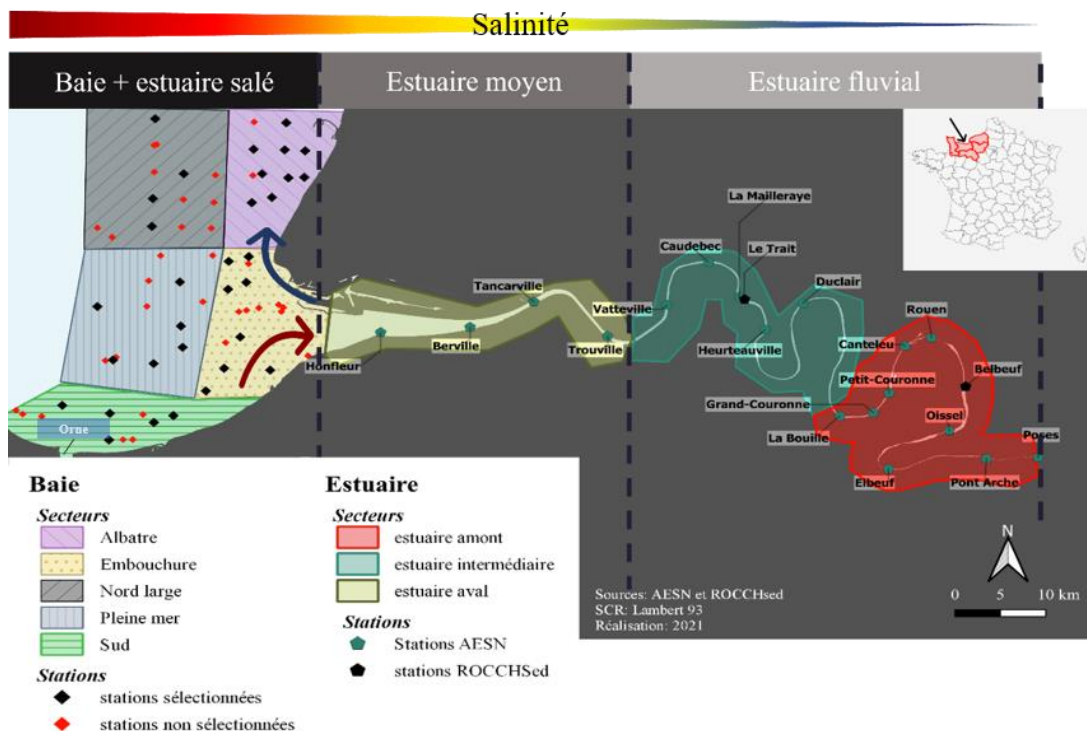 Salinité
Baie + estuaire salé
Estuaire moyen
Estuaire fluvial
La Mailleraye
Caudebec
Le Trait
Tancarville
Vatteville
Duclair
Rouen
Berville
Trouville
Heurteauville
Canteleu
Honfleur
Belbeuf
Petit-Couronne
Grand-Couronne
Oissel
Orne
La Bouille
Poses
Elbeuf
Pont Arche
Baie
Secteurs
Albatre
Embouchure
Nord large
Pleine mer
Sud
Stations
stations sélectionnées
stations non sélectionnées
Estuaire
Secteurs
estuaire amont
estuaire intermédiaire
estuaire aval
Stations
Stations AESN
stations ROCCHSed
N
Sources: AESN et ROCCHsed
SCR: Lambert 93
Réalisation: 2021
0 5 10 km